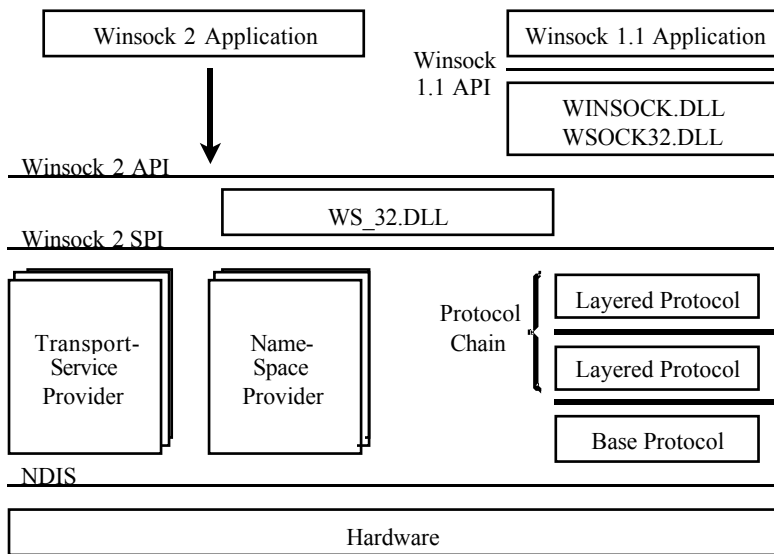 Winsock 2 Application
Winsock 1.1 Application
Winsock
1.1 API
WINSOCK.DLL
WSOCK32.DLL
Winsock 2 API
WS_32.DLL
Winsock 2 SPI
Transport-
Service
Provider
Name-
Space
Provider
Protocol
Chain
Layered Protocol
Layered Protocol
Base Protocol
NDIS
Hardware